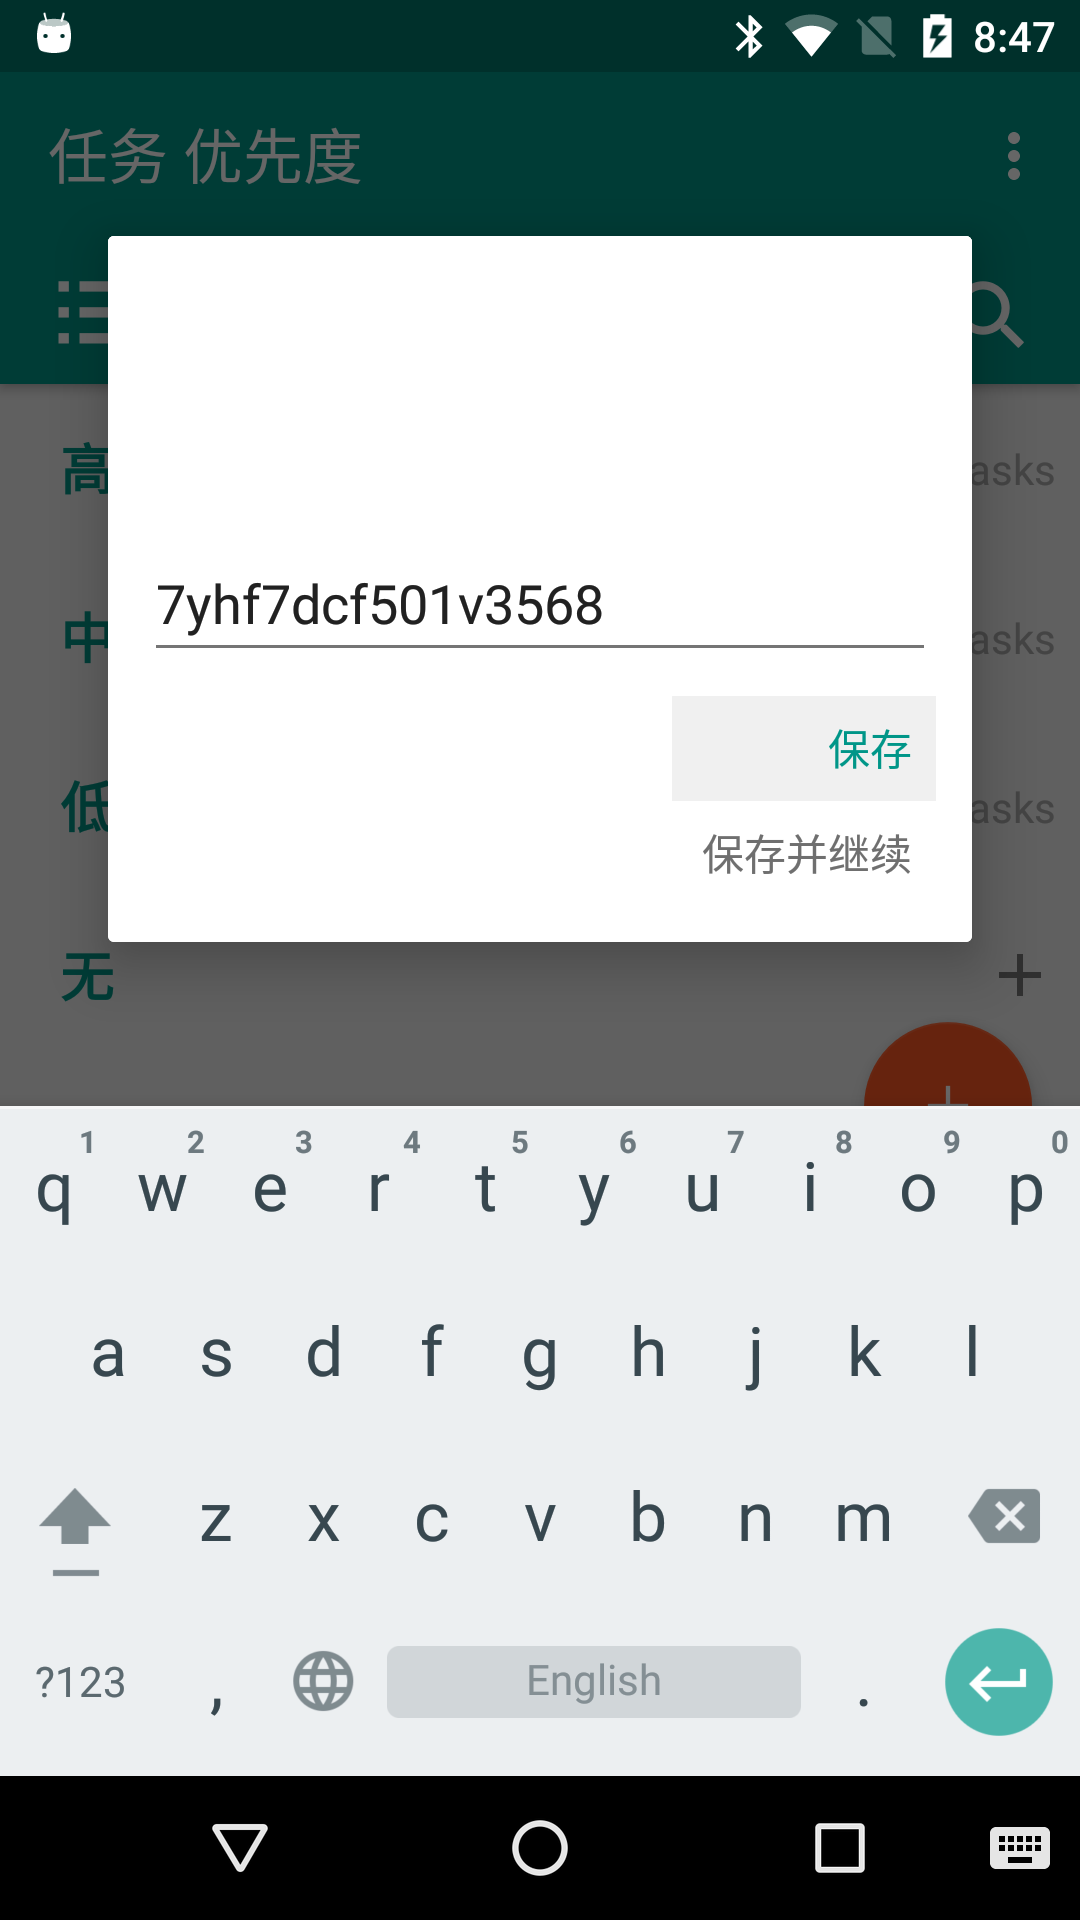 8:47
任务 优先度
高
asks
中
asks
低
asks
7yhf7dcf501v3568
保存
保存并继续
无
1 2 3 4 5 6 7 8 9 0
q w e r t y u i o p
a s d f g h j k l
z x c v b n m
?123 , English .